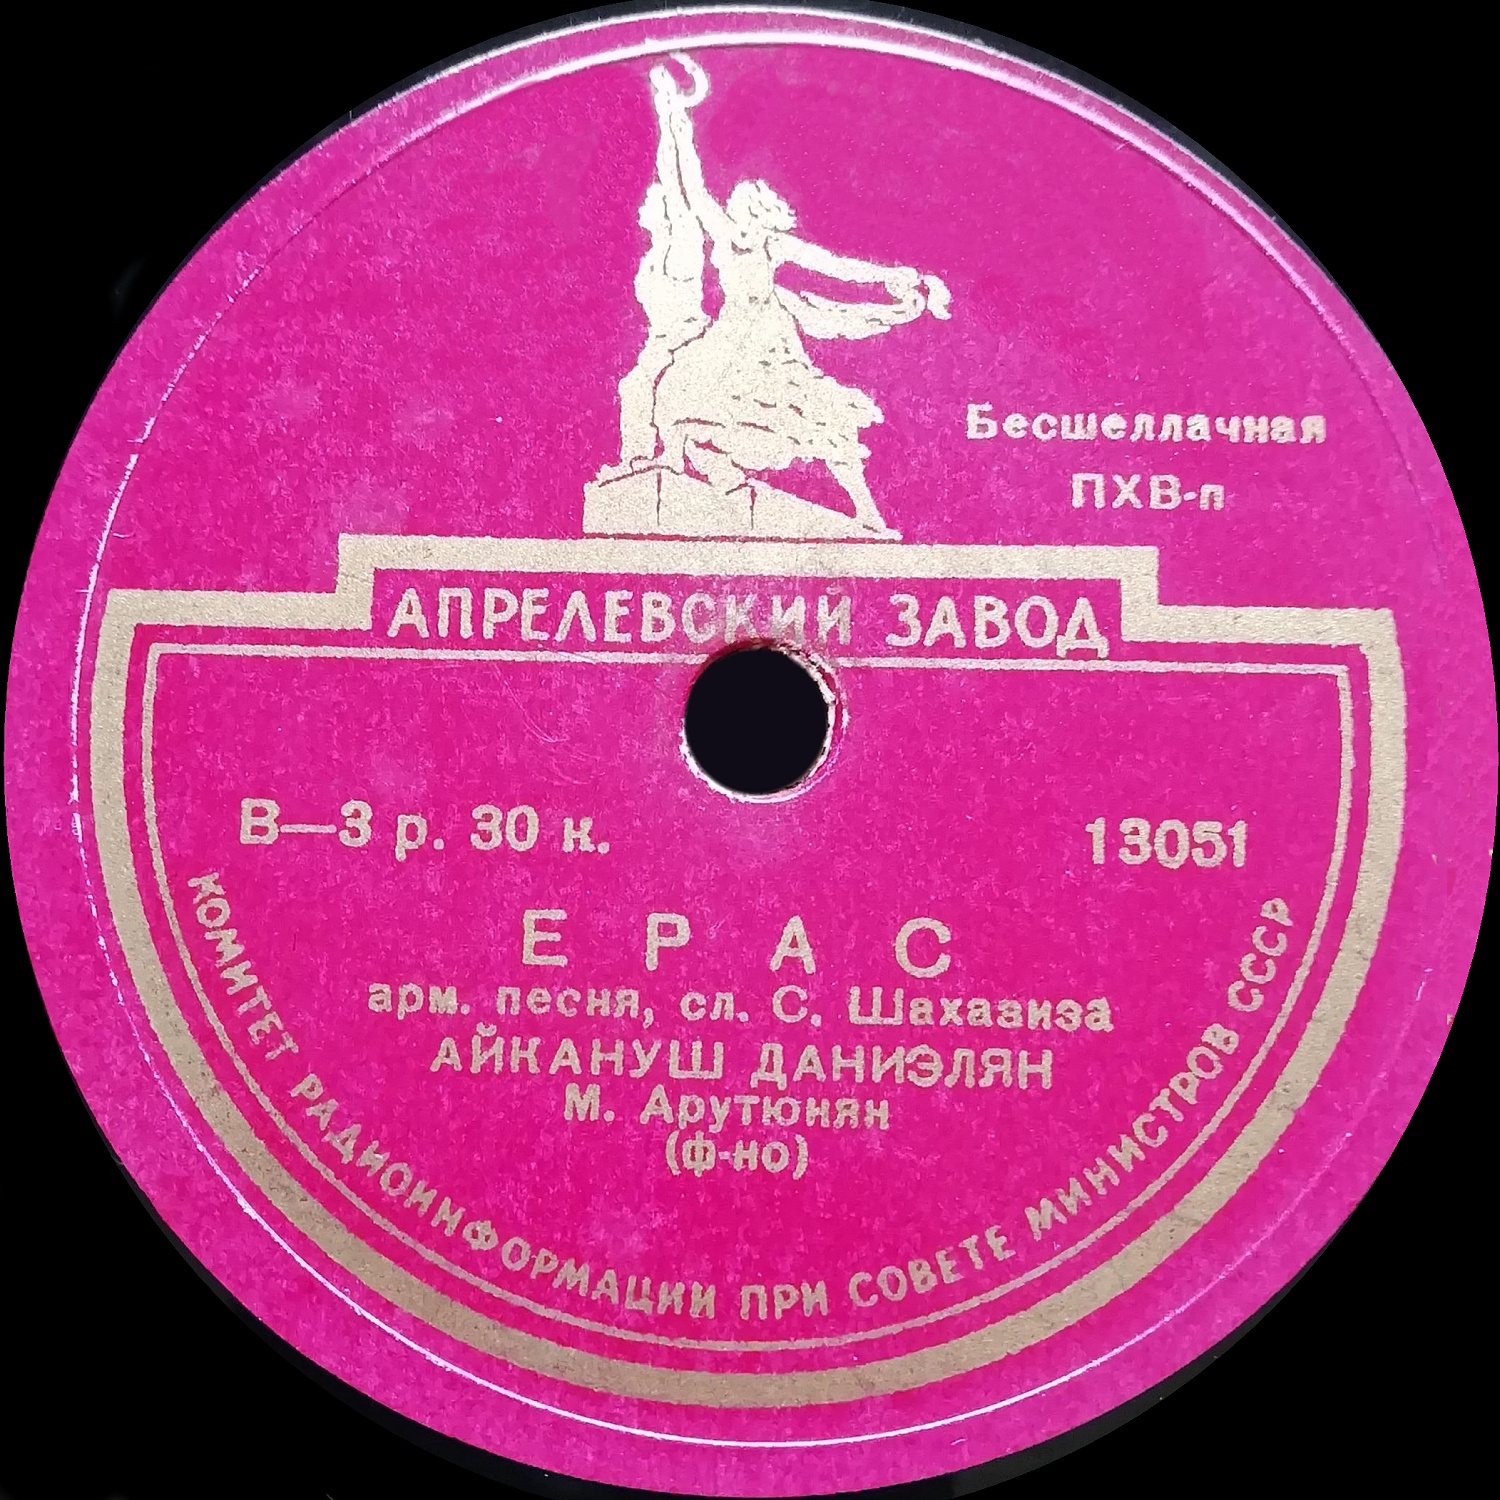 Бесшеллачная
ПХВ-п
АПРЕЛЕВСКИЙ ЗАВОД
В—3 р. 30 к.
13051
ЕРАС
арм. песня, сл. С. Шахазиза
АЙКАНУШ ДАНИЭЛЯН
М. Арутюнян
(ф-но)
КОМИТЕТ РАДИОИНФОРМАЦИИ ПРИ СОВЕТЕ МИНИСТРОВ СССР